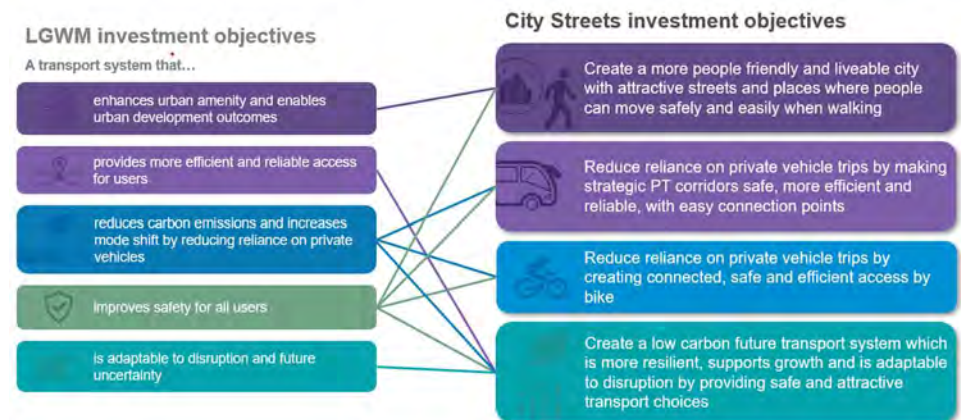 LGWM investment objectives
A transport system that...
enhances urban amenity and enables
urban development outcomes
provides more efficient and reliable access
for users
reduces carbon emissions and increases
mode shift by reducing reliance on private
vehicles
improves safety for all users
is adaptable to disruption and future
uncertainty
City Streets investment objectives
Create a more people friendly and liveable city
with attractive streets and places where people
can move safely and easily when walking
Reduce reliance on private vehicle trips by making
strategic PT corridors safe, more efficient and
reliable, with easy connection points
Reduce reliance on private vehicle trips by
creating connected, safe and efficient access by
bike
Create a low carbon future transport system which
is more resilient, supports growth and is adaptable
to disruption by providing safe and attractive
transport choices